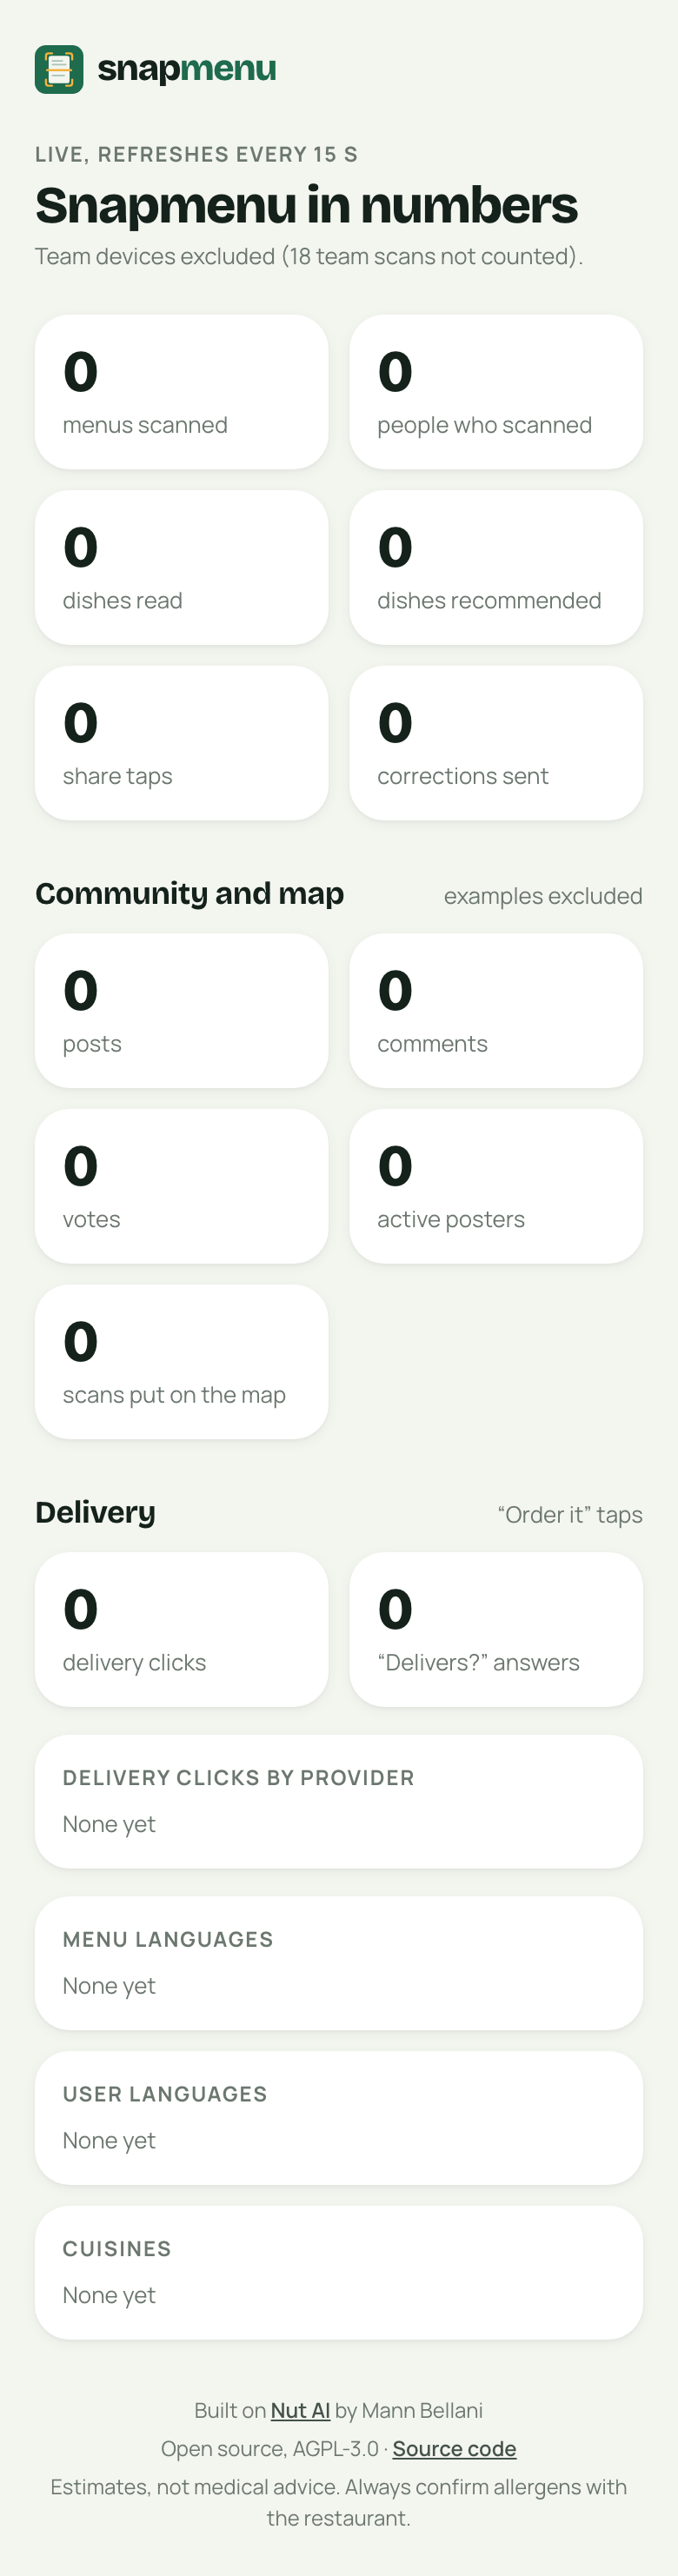 snapmenu
LIVE, REFRESHES EVERY 15 S
Snapmenu in numbers
Team devices excluded (18 team scans not counted).
0
menus scanned
0
people who scanned
0
dishes read
0
dishes recommended
0
share taps
0
corrections sent
Community and map
examples excluded
0
posts
0
comments
0
votes
0
active posters
0
scans put on the map
Delivery
“Order it” taps
0
delivery clicks
0
“Delivers?” answers
DELIVERY CLICKS BY PROVIDER
None yet
MENU LANGUAGES
None yet
USER LANGUAGES
None yet
CUISINES
None yet
Built on Nut AI by Mann Bellani
Open source, AGPL-3.0 · Source code
Estimates, not medical advice. Always confirm allergens with
the restaurant.